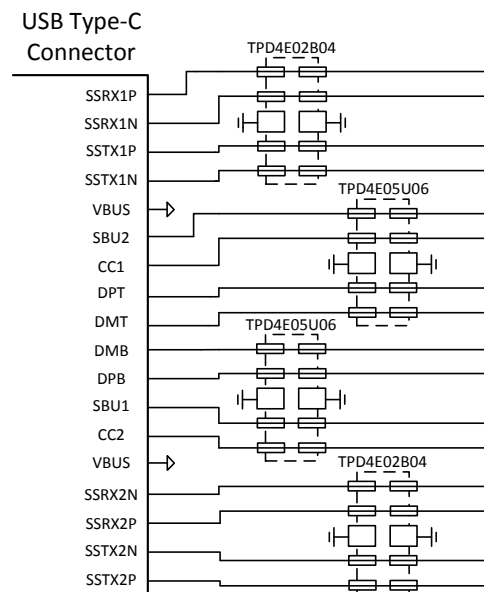 USB Type-C
Connector
TPD4E02B04
SSRX1P
SSRX1N
SSTX1P
SSTX1N
TPD4E05U06
VBUS
SBU2
CC1
DPT
DMT
TPD4E05U06
DMB
DPB
SBU1
CC2
VBUS
TPD4E02B04
SSRX2N
SSRX2P
SSTX2N
SSTX2P